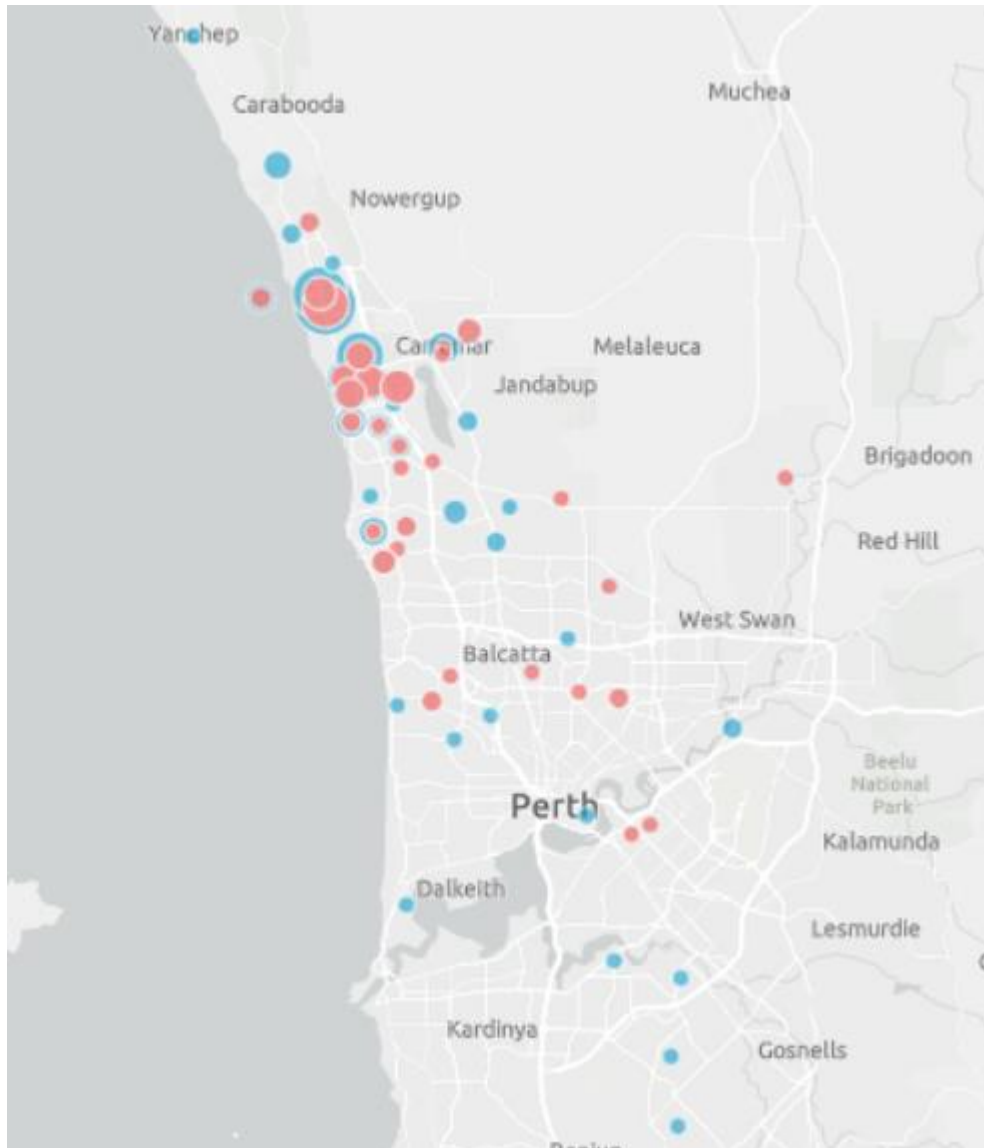 Yanchep
Carabooda
Muchea
Nowergup
Carramar
Melaleuca
Jandabup
Brigadoon
Red Hill
West Swan
Balcatta
Beelu
National
Park
Perth
Kalamunda
Dalkeith
Lesmurdie
Kardinya
Gosnells